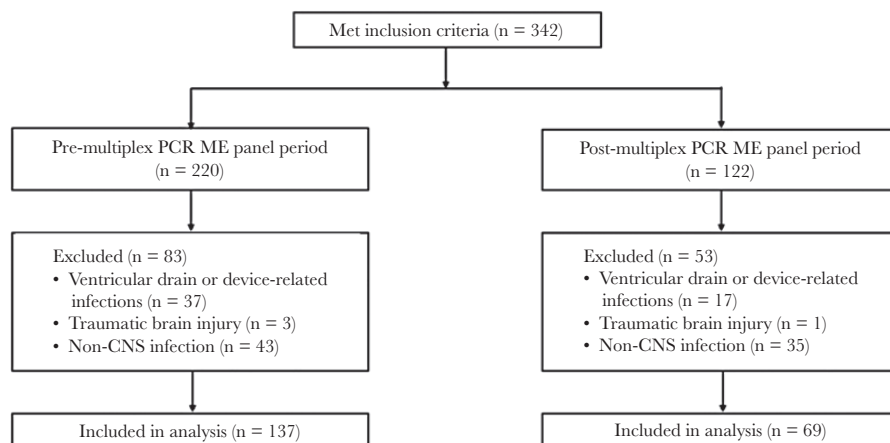 Met inclusion criteria (n = 342)
Pre-multiplex PCR ME panel period
(n = 220)
Excluded (n = 83)
• Ventricular drain or device-related
infections (n = 37)
• Traumatic brain injury (n = 3)
• Non-CNS infection (n = 43)
Included in analysis (n = 137)
Post-multiplex PCR ME panel period
(n = 122)
Excluded (n = 53)
• Ventricular drain or device-related
infections (n = 17)
• Traumatic brain injury (n = 1)
• Non-CNS infection (n = 35)
Included in analysis (n = 69)